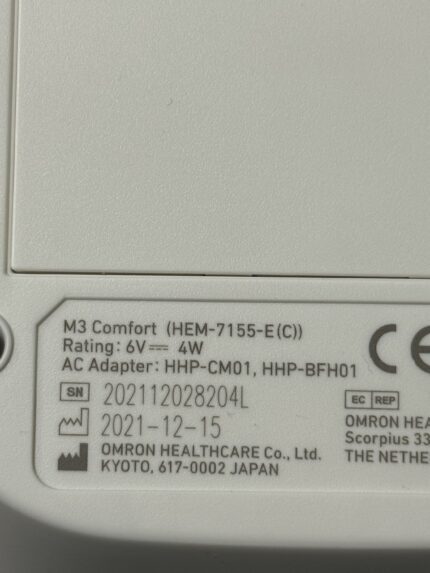 M3 Comfort (HEM-7155-E(C))
Rating: 6V⎓ 4W
AC Adapter: HHP-CM01, HHP-BFH01
SN 202112028204L
2021-12-15
OMRON HEALTHCARE Co., Ltd.
KYOTO, 617-0002 JAPAN
CE
EC REP
OMRON HEA
Scorpius 33
THE NETHE